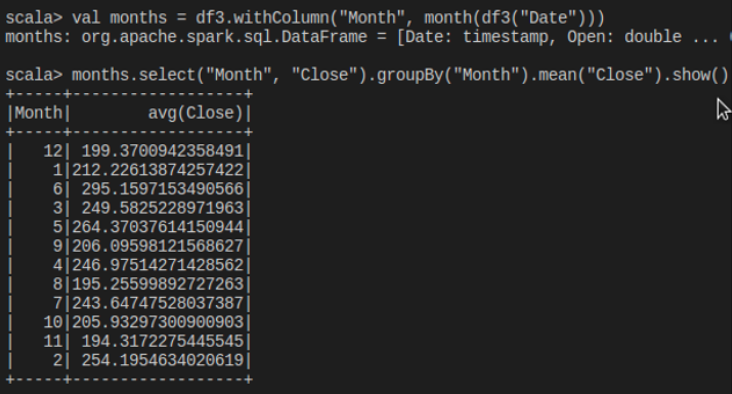 scala> val months = df3.withColumn("Month", month(df3("Date")))
months: org.apache.spark.sql.DataFrame = [Date: timestamp, Open: double ...
scala> months.select("Month", "Close").groupBy("Month").mean("Close").show()
+-----+------------------+
|Month|        avg(Close)|
+-----+------------------+
|   12| 199.3700942358491|
|    1|212.22613874257422|
|    6| 295.1597153490566|
|    3| 249.5825228971963|
|    5|264.37037614150944|
|    9|206.09598121568627|
|    4|246.97514271428562|
|    8|195.25599892727263|
|    7|243.64747528037387|
|   10|205.93297300900903|
|   11| 194.3172275445545|
|    2| 254.1954634020619|
+-----+------------------+